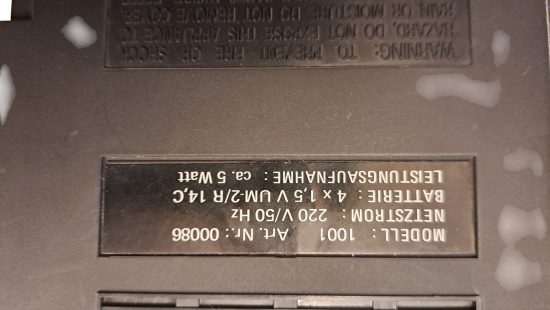 MODELL : 1001 Art. Nr.: 00086
NETZSTROM : 220 V/50 Hz
BATTERIE : 4 x 1,5 V UM-2/R 14,C
LEISTUNGSAUFNAHME : ca. 5 Watt
WARNING: TO PREVENT FIRE OR SHOCK
HAZARD, DO NOT EXPOSE THIS APPLIANCE TO
RAIN OR MOISTURE. DO NOT REMOVE COVER